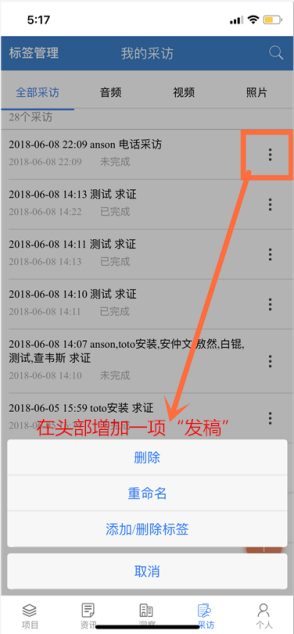 5:17
标签管理
我的采访
全部采访
音频
视频
照片
28个采访
2018-06-08 22:09 anson 电话采访
2018-06-08 22:09 未完成
2018-06-08 14:13 测试 求证
2018-06-08 14:22 已完成
2018-06-08 14:11 测试 求证
2018-06-08 14:13 已完成
2018-06-08 14:10 测试 求证
2018-06-08 14:11 已完成
2018-06-08 14:07 anson,toto安装,安仲文,敖然,白锟,
测试,查韦斯 求证
2018-06-08 14:10 未完成
2018-06-05 15:59 toto安装 求证
在头部增加一项“发稿”
删除
重命名
添加/删除标签
取消
项目
资讯
采访
个人